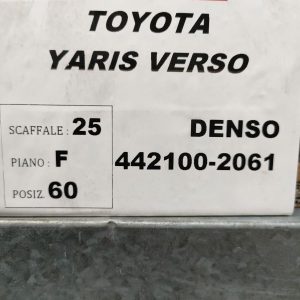 TOYOTA
YARIS VERSO
SCAFFALE : 25
PIANO : F
POSIZ. 60
DENSO
442100-2061